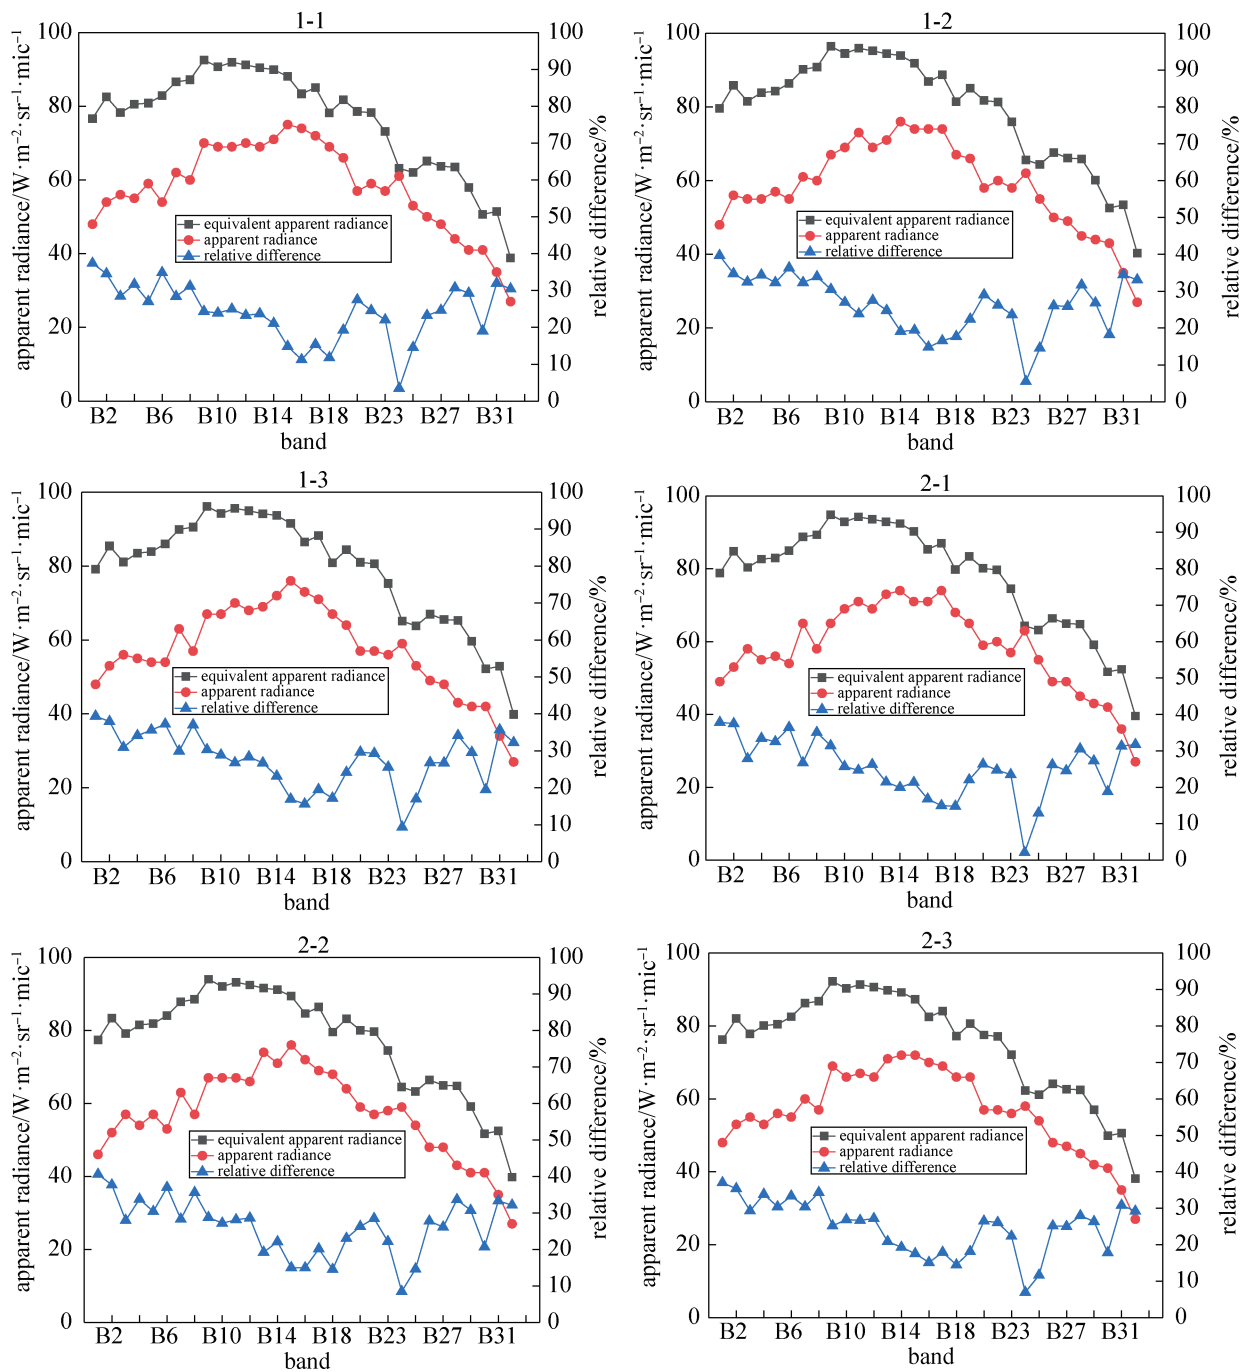 1-1
100
80
60
40
20
0
apparent radiance/W·m⁻²·sr⁻¹·mic⁻¹
equivalent apparent radiance
apparent radiance
relative difference
100
90
80
70
60
50
40
30
20
10
0
relative difference/%
B2 B6 B10 B14 B18 B23 B27 B31
band
1-2
100
80
60
40
20
0
apparent radiance/W·m⁻²·sr⁻¹·mic⁻¹
equivalent apparent radiance
apparent radiance
relative difference
100
90
80
70
60
50
40
30
20
10
0
relative difference/%
B2 B6 B10 B14 B18 B23 B27 B31
band
1-3
100
80
60
40
20
0
apparent radiance/W·m⁻²·sr⁻¹·mic⁻¹
equivalent apparent radiance
apparent radiance
relative difference
100
90
80
70
60
50
40
30
20
10
0
relative difference/%
B2 B6 B10 B14 B18 B23 B27 B31
band
2-1
100
80
60
40
20
0
apparent radiance/W·m⁻²·sr⁻¹·mic⁻¹
equivalent apparent radiance
apparent radiance
relative difference
100
90
80
70
60
50
40
30
20
10
0
relative difference/%
B2 B6 B10 B14 B18 B23 B27 B31
band
2-2
100
80
60
40
20
0
apparent radiance/W·m⁻²·sr⁻¹·mic⁻¹
equivalent apparent radiance
apparent radiance
relative difference
100
90
80
70
60
50
40
30
20
10
0
relative difference/%
B2 B6 B10 B14 B18 B23 B27 B31
band
2-3
100
80
60
40
20
0
apparent radiance/W·m⁻²·sr⁻¹·mic⁻¹
equivalent apparent radiance
apparent radiance
relative difference
100
90
80
70
60
50
40
30
20
10
0
relative difference/%
B2 B6 B10 B14 B18 B23 B27 B31
band